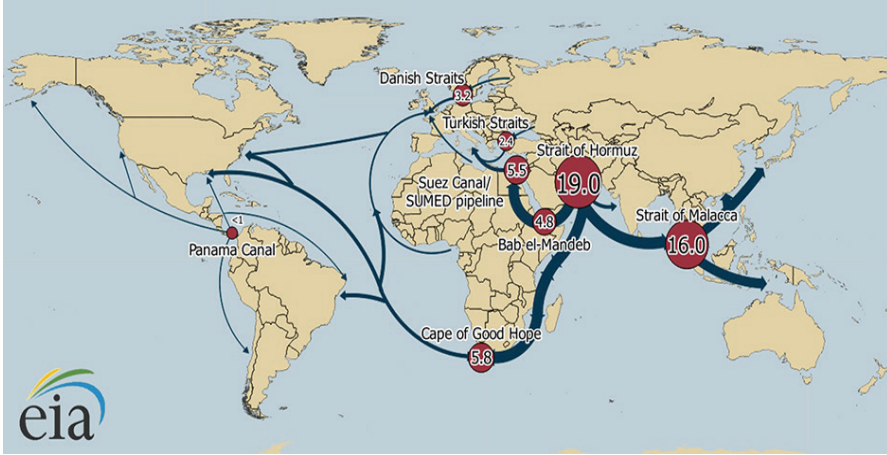 Danish Straits
3.2
Turkish Straits
2.4
Strait of Hormuz
19.0
5.5
Suez Canal/
SUMED pipeline
4.8
Bab el-Mandeb
Strait of Malacca
16.0
<1
Panama Canal
Cape of Good Hope
5.8
eia